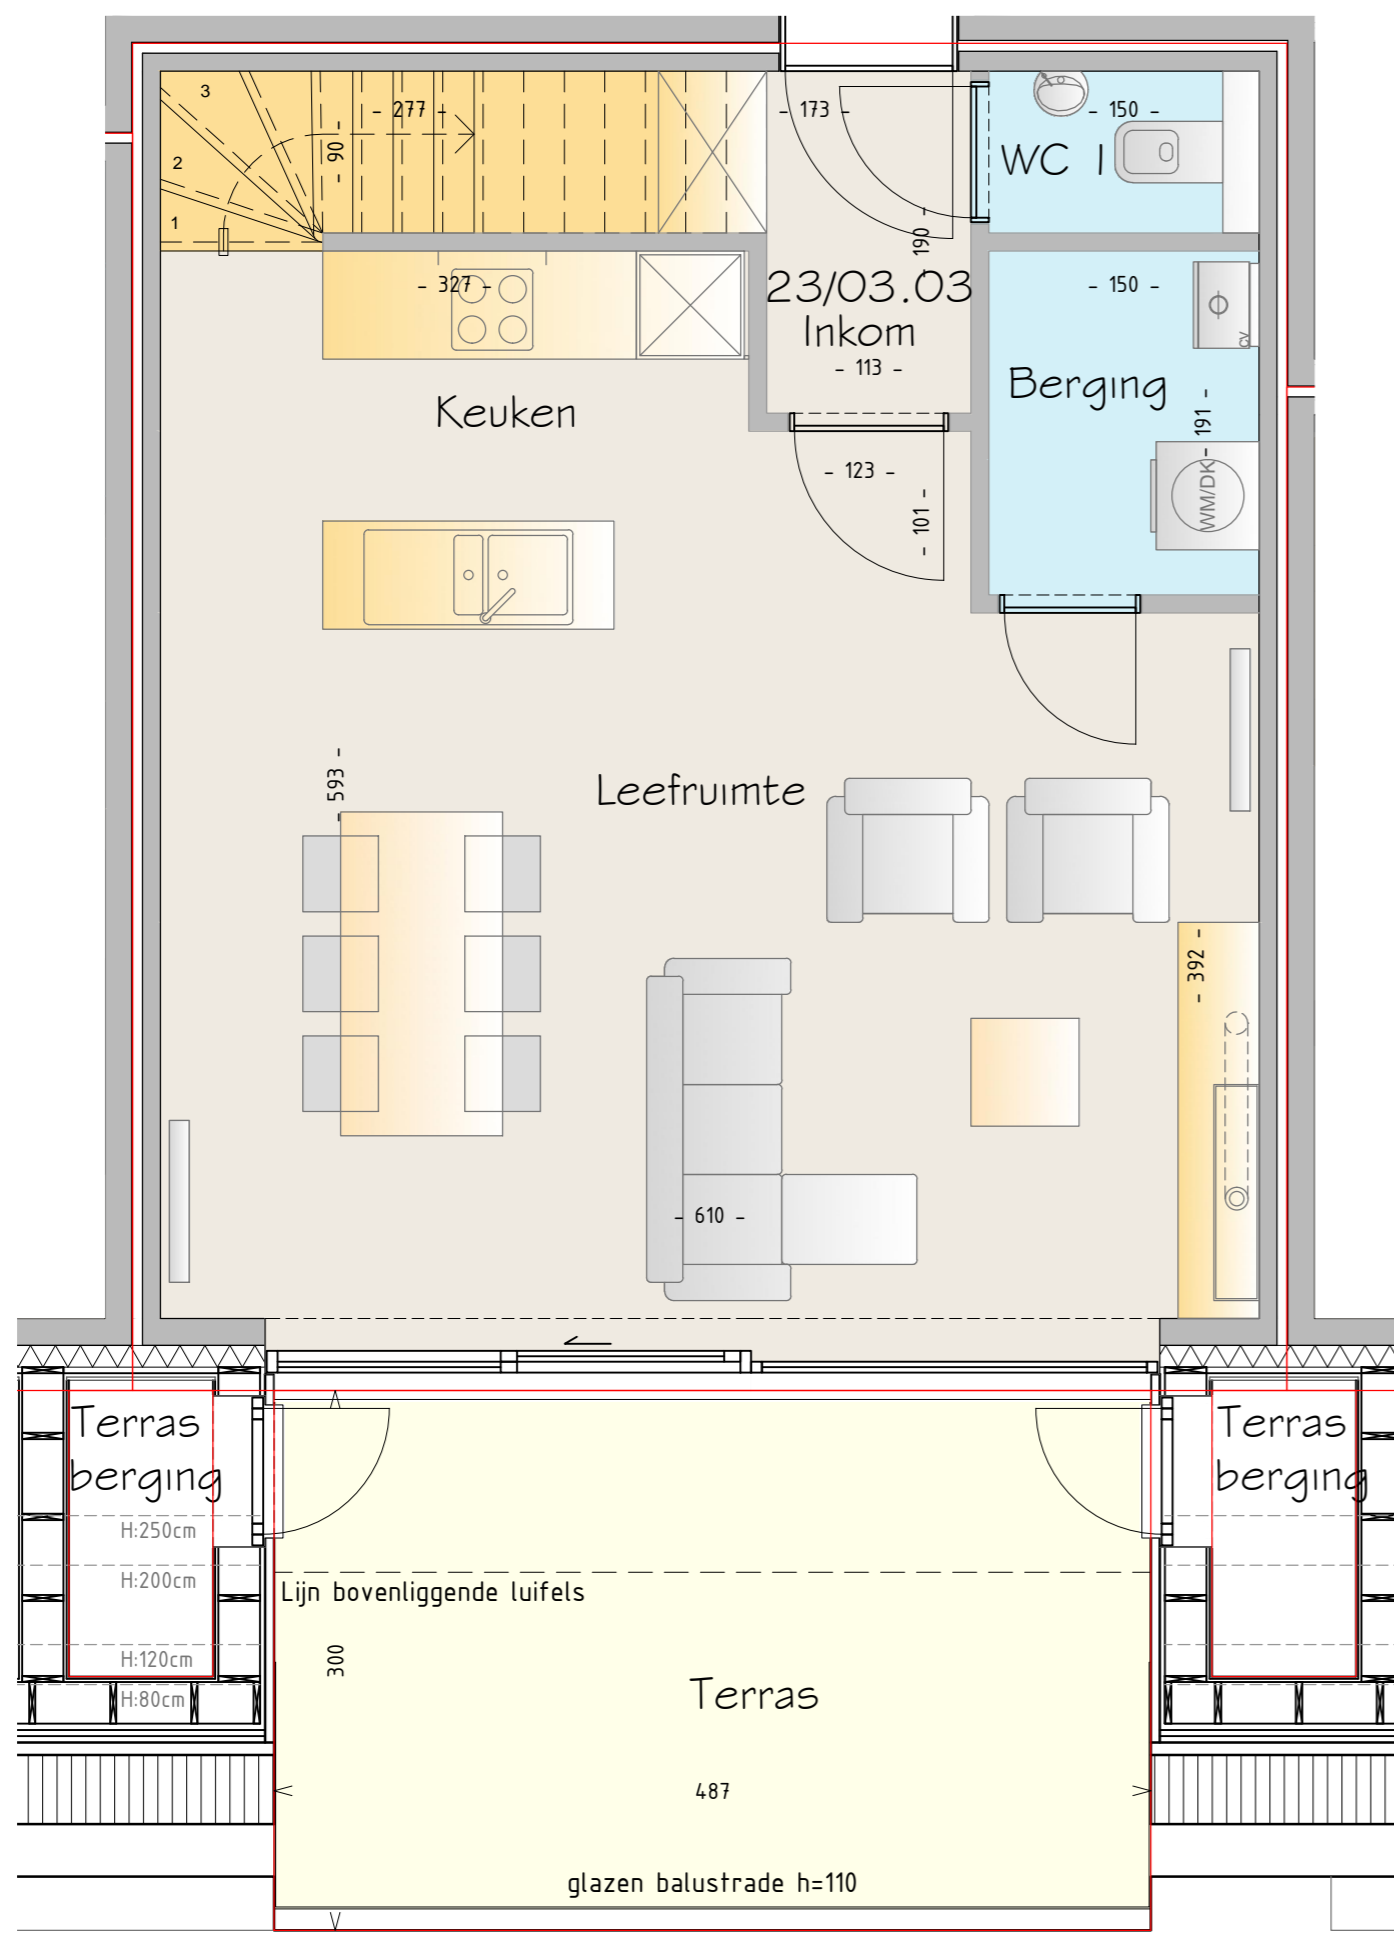 3
- 277 -
- 173 -
- 150 -
- 90 -
2
WC 1
1
- 190 -
- 327 -
23/03.03
- 150 -
Inkom
CV
- 113 -
Berging
Keuken
- 191 -
- 123 -
WM/DK
- 101 -
- 593 -
Leefruimte
- 392 -
- 610 -
Terras
berging
Terras
berging
H:250cm
H:200cm
Lijn bovenliggende luifels
H:120cm
300
H:80cm
Terras
487
glazen balustrade h=110